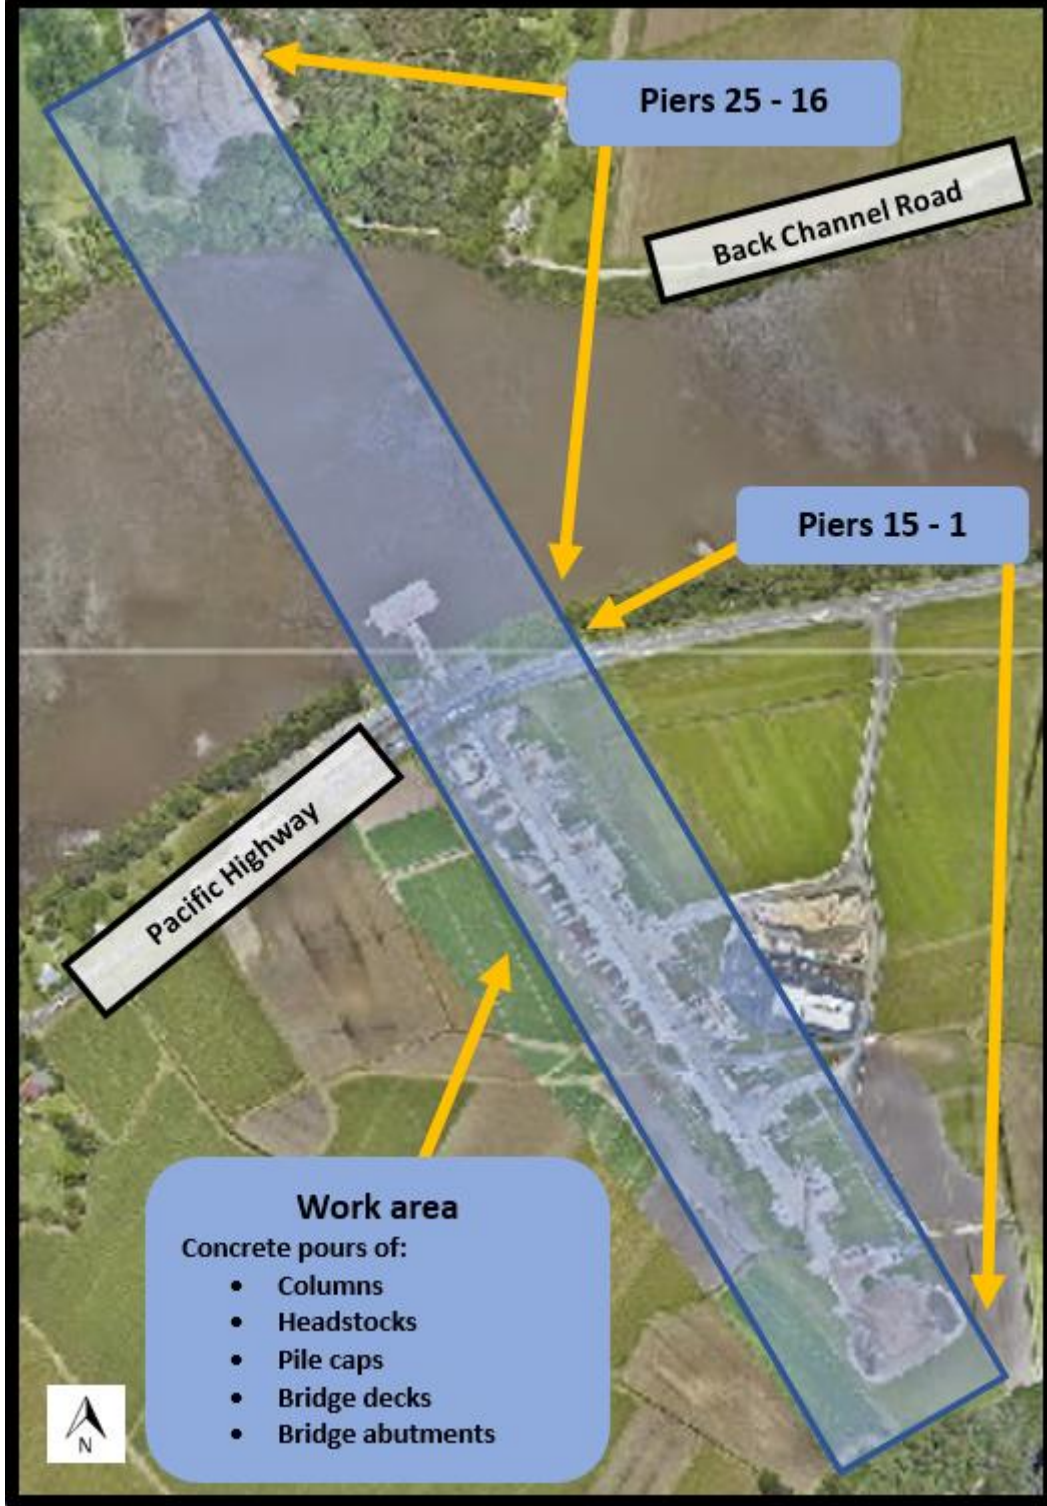 Piers 25 - 16
Back Channel Road
Piers 15 - 1
Pacific Highway
Work area
Concrete pours of:
• Columns
• Headstocks
• Pile caps
• Bridge decks
• Bridge abutments
N